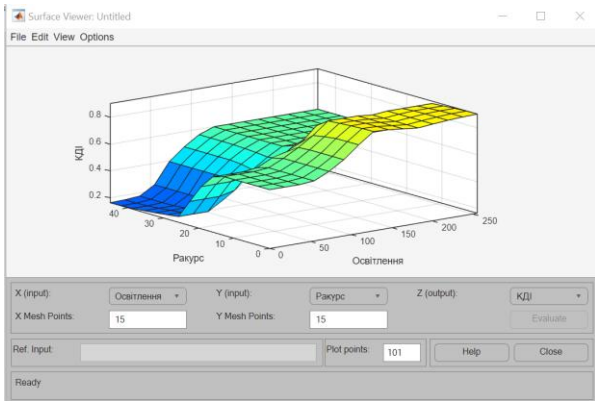 Surface Viewer: Untitled
File Edit View Options
0.8
0.6
0.4
0.2
КДІ
40
30
20
10
0
Ракурс
0
50
100
150
200
250
Освітлення
X (input): Освітлення Y (input): Ракурс Z (output): КДІ
X Mesh Points: 15 Y Mesh Points: 15 Evaluate
Ref. Input: Plot points: 101 Help Close
Ready